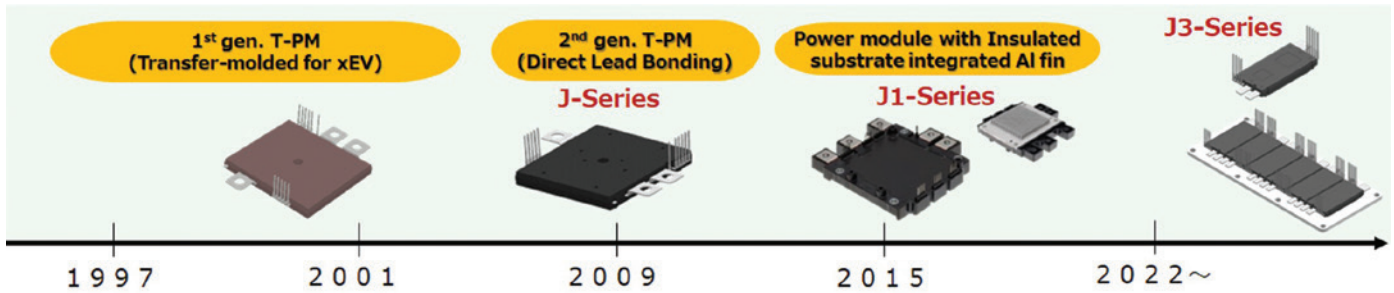 1st gen. T-PM
(Transfer-molded for xEV)
2nd gen. T-PM
(Direct Lead Bonding)
J-Series
Power module with Insulated
substrate integrated Al fin
J1-Series
J3-Series
1997
2001
2009
2015
2022～